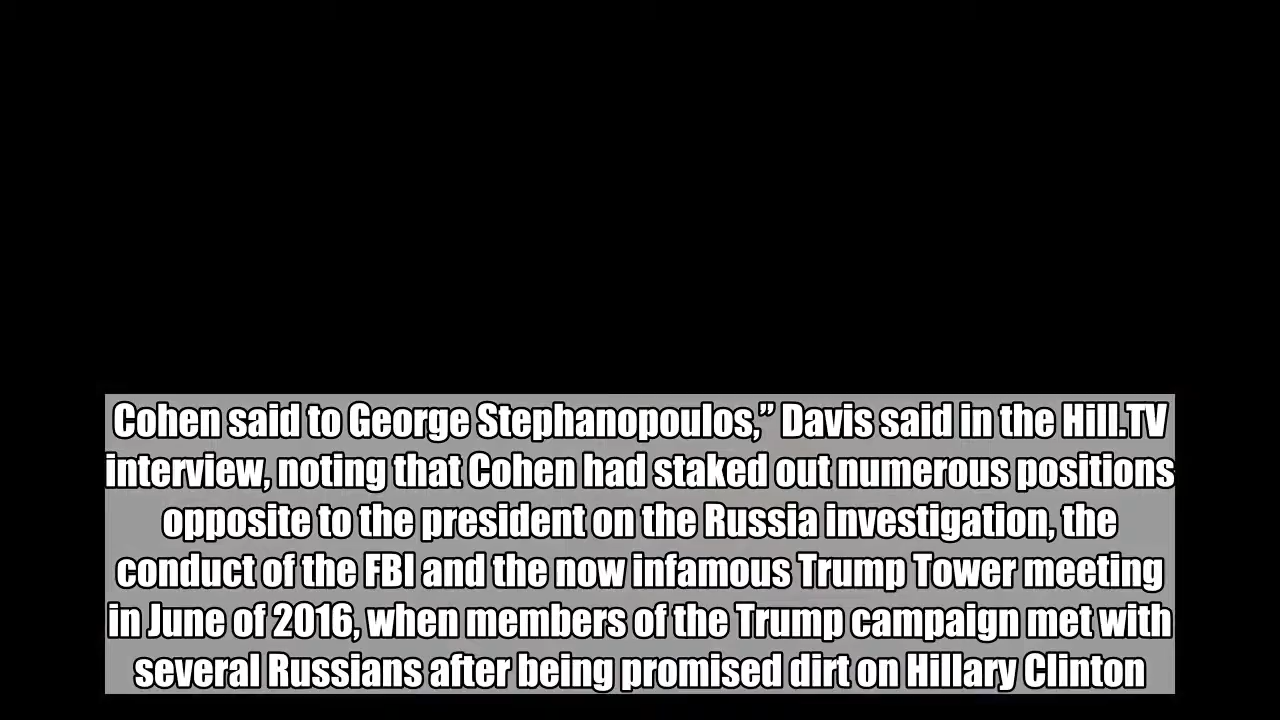 Cohen said to George Stephanopoulos,” Davis said in the Hill.TV
interview, noting that Cohen had staked out numerous positions
opposite to the president on the Russia investigation, the
conduct of the FBI and the now infamous Trump Tower meeting
in June of 2016, when members of the Trump campaign met with
several Russians after being promised dirt on Hillary Clinton